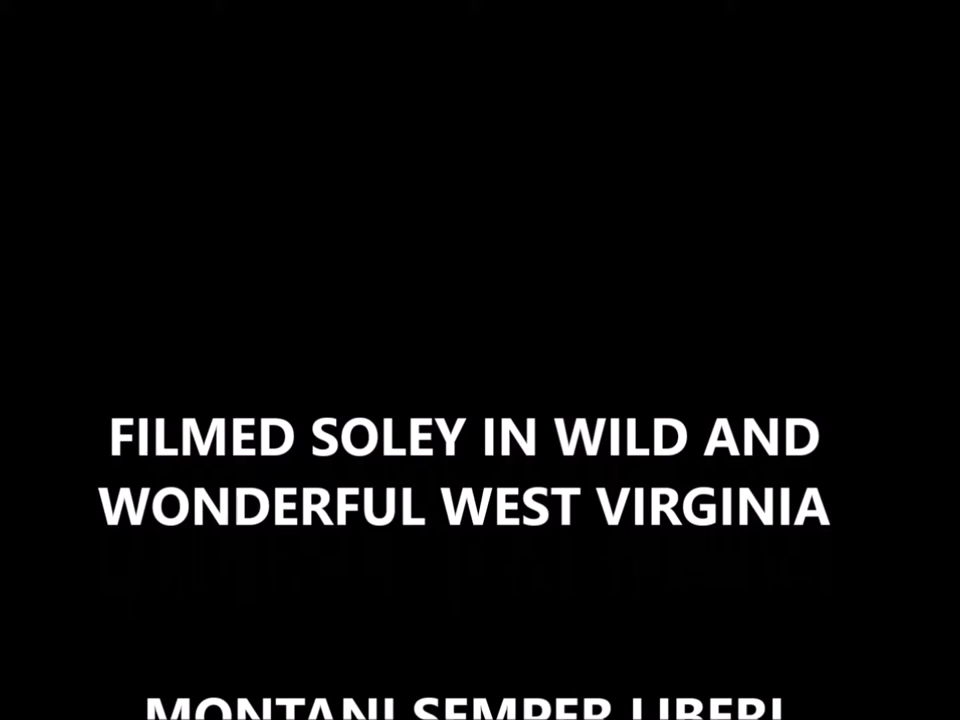 FILMED SOLEY IN WILD AND
WONDERFUL WEST VIRGINIA
MONTANI SEMPER LIBERI